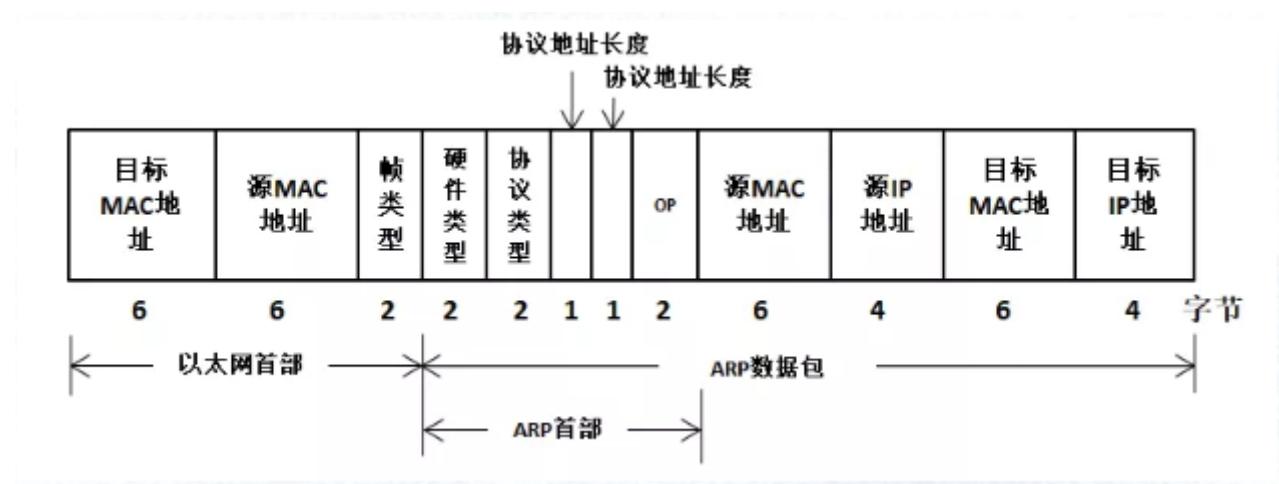 协议地址长度
协议地址长度
目标
MAC地
址
源MAC
地址
帧
类
型
硬
件
类
型
协
议
类
型
OP
源MAC
地址
源IP
地址
目标
MAC地
址
目标
IP地
址
6 6 2 2 2 1 1 2 6 4 6 4 字节
以太网首部
ARP数据包
ARP首部